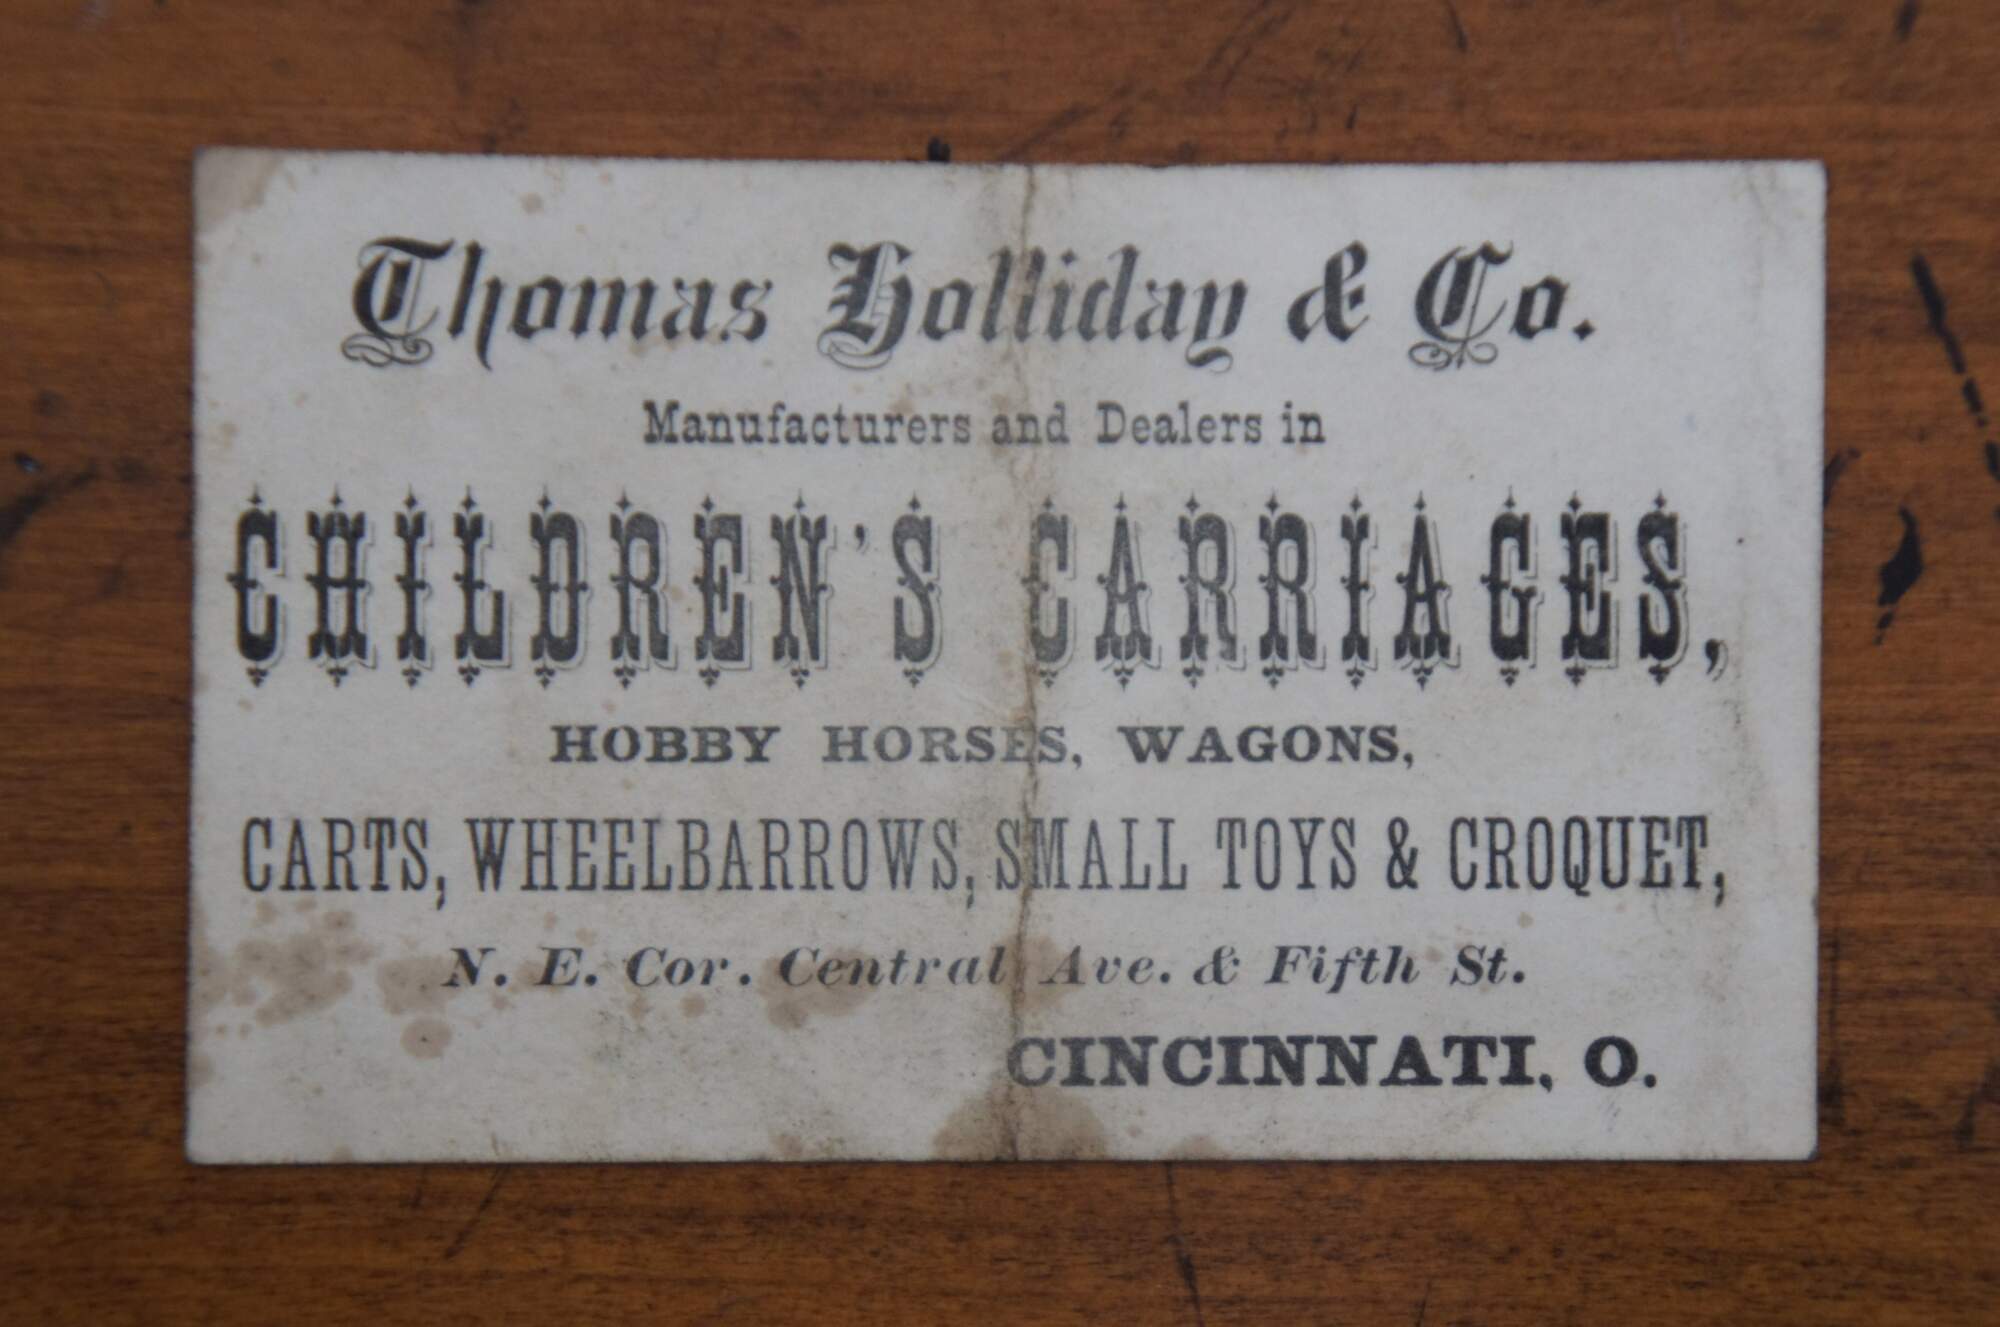 Thomas Holliday & Co.
Manufacturers and Dealers in
CHILDREN'S CARRIAGES,
HOBBY HORSES, WAGONS,
CARTS, WHEELBARROWS, SMALL TOYS & CROQUET,
N. E. Cor. Central Ave. & Fifth St.
CINCINNATI, O.